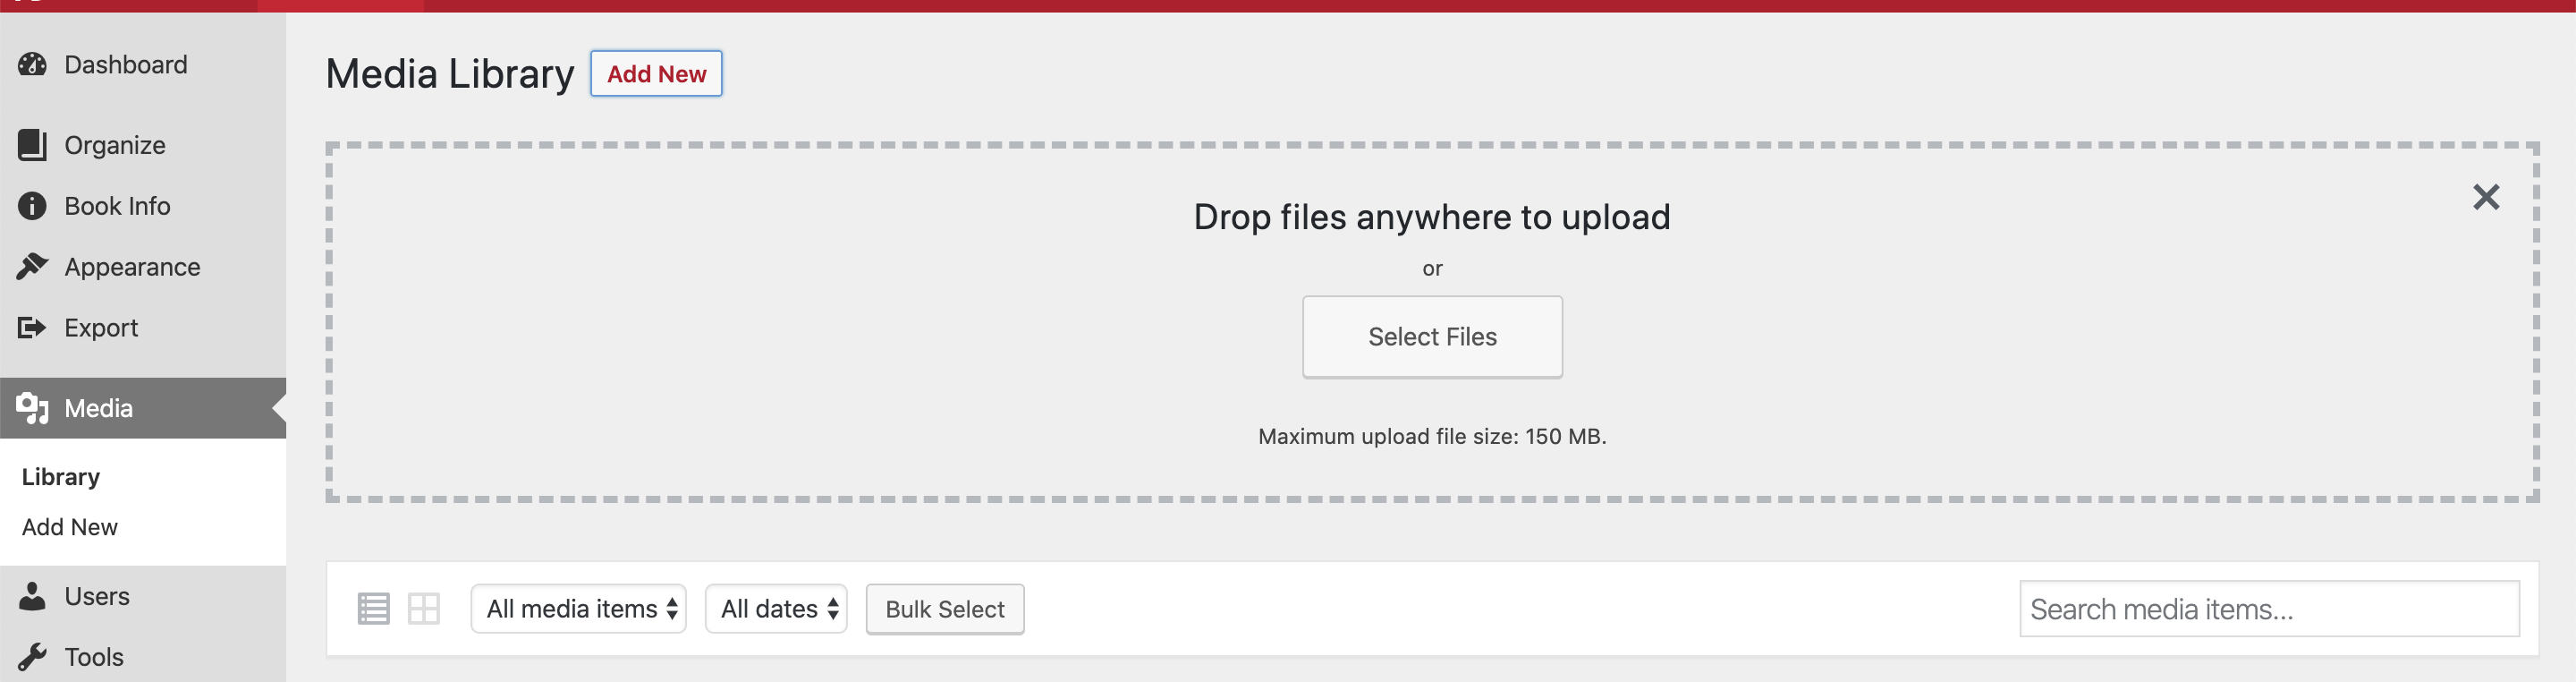 Dashboard
Organize
Book Info
Appearance
Export
Media
Library
Add New
Users
Tools
Media Library
Add New
Drop files anywhere to upload
or
Select Files
Maximum upload file size: 150 MB.
All media items
All dates
Bulk Select
Search media items...